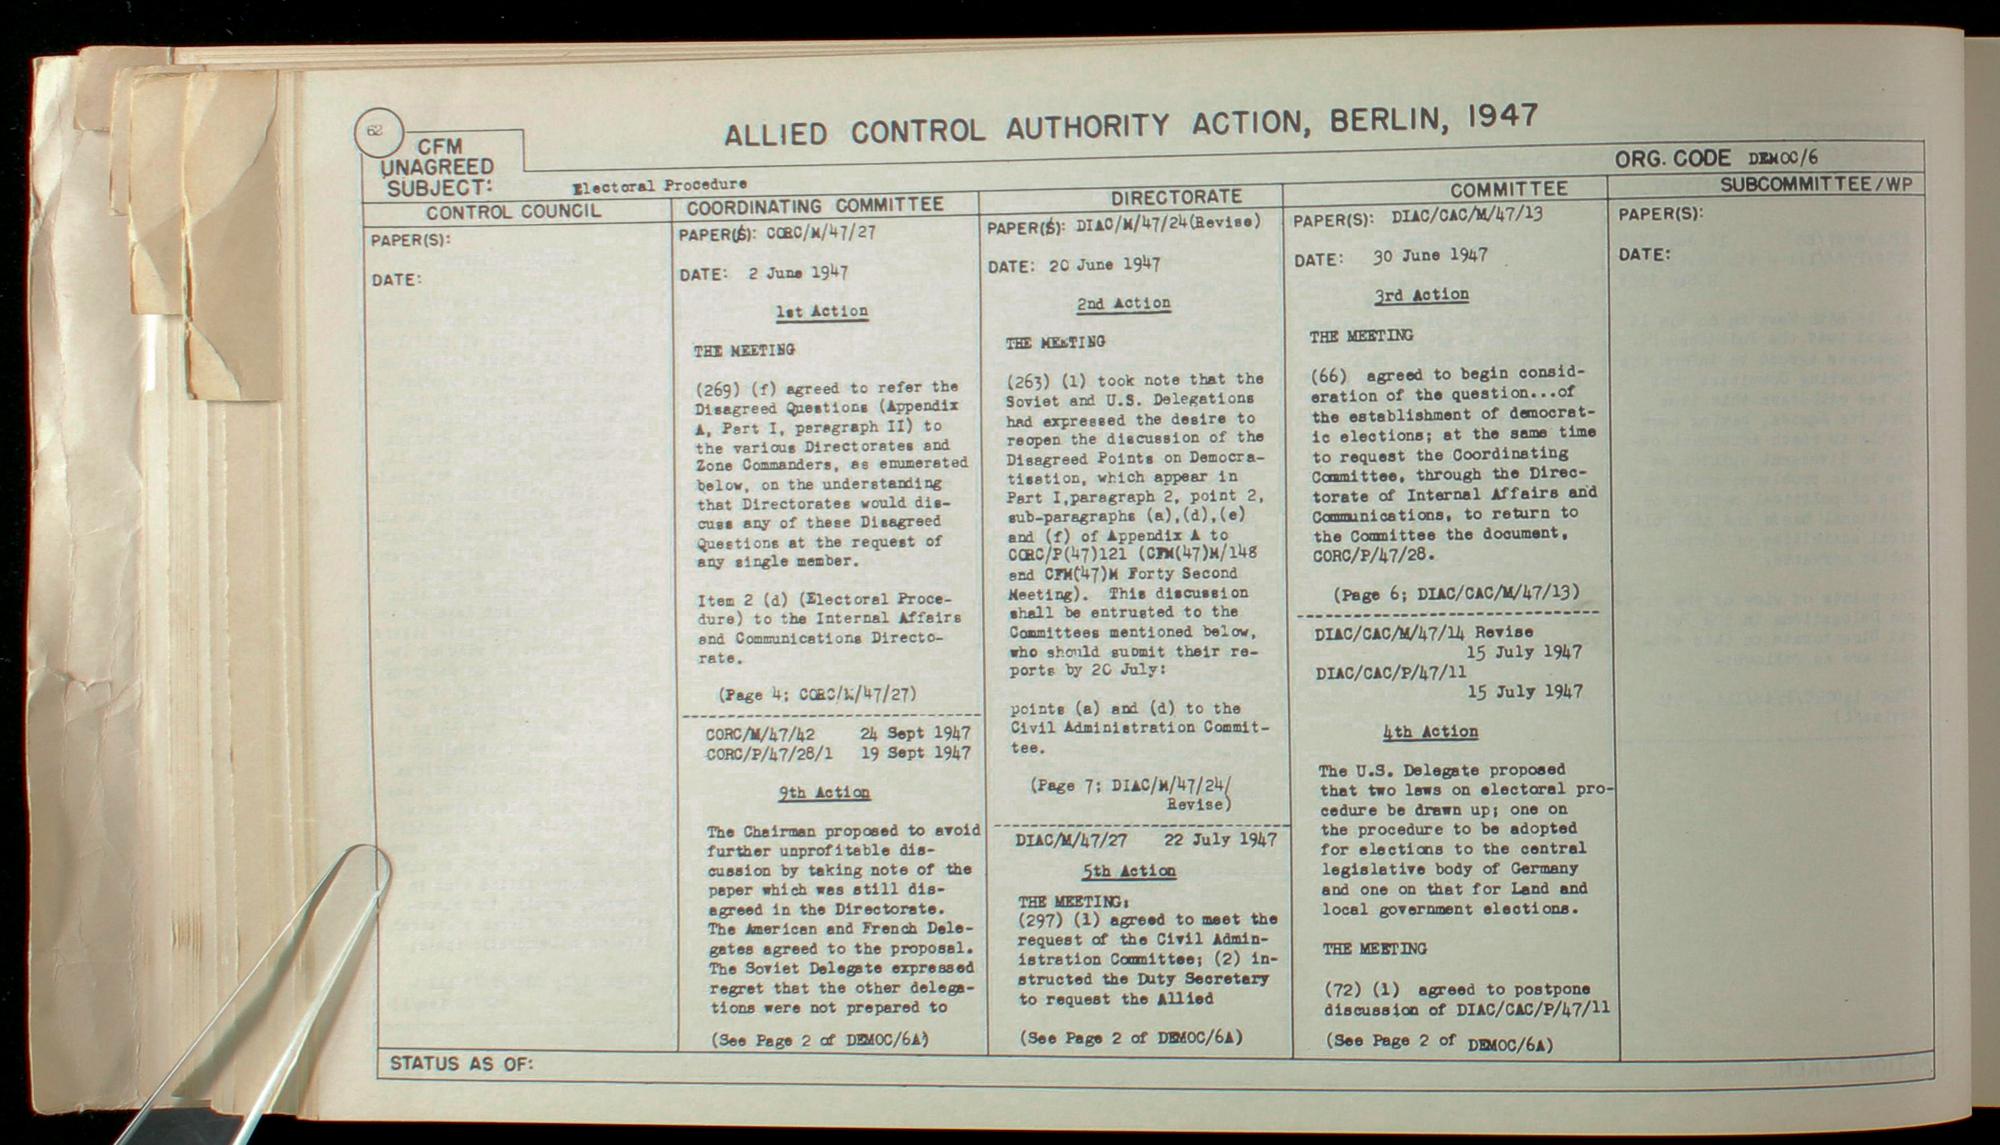 62
ALLIED CONTROL AUTHORITY ACTION, BERLIN, 1947
CFM
UNAGREED
SUBJECT: Electoral Procedure
ORG. CODE DEMOC/6
CONTROL COUNCIL
PAPER(S):
DATE:
COORDINATING COMMITTEE
PAPER(S): CORC/M/47/27
DATE: 2 June 1947
1st Action
THE MEETING
(269) (f) agreed to refer the
Disagreed Questions (Appendix
A, Part I, paragraph II) to
the various Directorates and
Zone Commanders, as enumerated
below, on the understanding
that Directorates would dis-
cuss any of these Disagreed
Questions at the request of
any single member.
Item 2 (d) (Electoral Proce-
dure) to the Internal Affairs
and Communications Directo-
rate.
(Page 4; CORC/M/47/27)
CORC/M/47/42 24 Sept 1947
CORC/P/47/28/1 19 Sept 1947
9th Action
The Chairman proposed to avoid
further unprofitable dis-
cussion by taking note of the
paper which was still dis-
agreed in the Directorate.
The American and French Dele-
gates agreed to the proposal.
The Soviet Delegate expressed
regret that the other delega-
tions were not prepared to
(See Page 2 of DEMOC/6A)
DIRECTORATE
PAPER(S): DIAC/M/47/24(Revise)
DATE: 20 June 1947
2nd Action
THE MEETING
(263) (1) took note that the
Soviet and U.S. Delegations
had expressed the desire to
reopen the discussion of the
Disagreed Points on Democra-
tisation, which appear in
Part I,paragraph 2, point 2,
sub-paragraphs (a),(d),(e)
and (f) of Appendix A to
CORC/P(47)121 (CFM(47)M/148
and CFM(47)M Forty Second
Meeting). This discussion
shall be entrusted to the
Committees mentioned below,
who should submit their re-
ports by 20 July:
points (a) and (d) to the
Civil Administration Commit-
tee.
(Page 7; DIAC/M/47/24/
Revise)
DIAC/M/47/27 22 July 1947
5th Action
THE MEETING:
(297) (1) agreed to meet the
request of the Civil Admin-
istration Committee; (2) in-
structed the Duty Secretary
to request the Allied
(See Page 2 of DEMOC/6A)
COMMITTEE
PAPER(S): DIAC/CAC/M/47/13
DATE: 30 June 1947
3rd Action
THE MEETING
(66) agreed to begin consid-
eration of the question...of
the establishment of democrat-
ic elections; at the same time
to request the Coordinating
Committee, through the Direc-
torate of Internal Affairs and
Communications, to return to
the Committee the document,
CORC/P/47/28.
(Page 6; DIAC/CAC/M/47/13)
DIAC/CAC/M/47/14 Revise
15 July 1947
DIAC/CAC/P/47/11
15 July 1947
4th Action
The U.S. Delegate proposed
that two laws on electoral pro-
cedure be drawn up; one on
the procedure to be adopted
for elections to the central
legislative body of Germany
and one on that for Land and
local government elections.
THE MEETING
(72) (1) agreed to postpone
discussion of DIAC/CAC/P/47/11
(See Page 2 of DEMOC/6A)
SUBCOMMITTEE/WP
PAPER(S):
DATE:
STATUS AS OF: